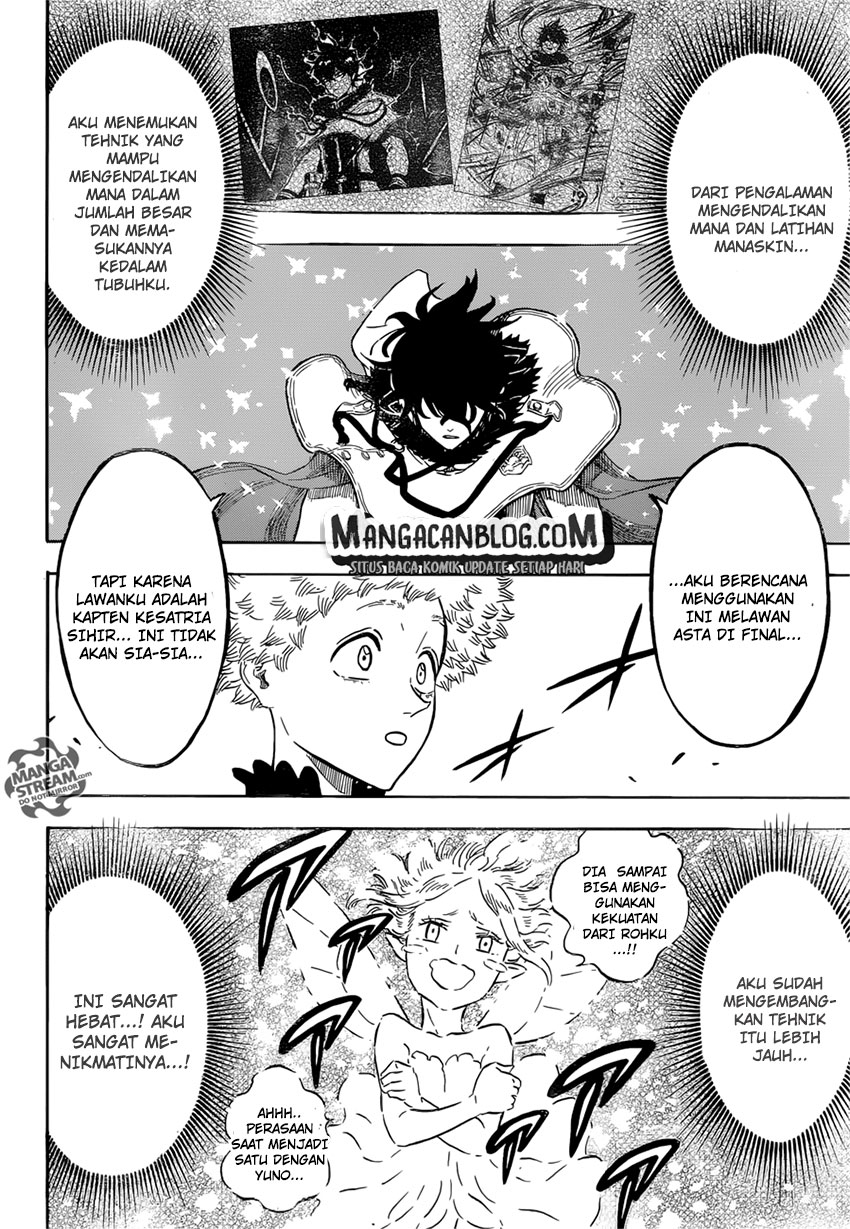 DARI PENGALAMAN
MENGENDALIKAN
MANA DAN LATIHAN
MANASKIN...
AKU MENEMUKAN
TEHNIK YANG
MAMPU
MENGENDALIKAN
MANA DALAM
JUMLAH BESAR
DAN MEMA-
SUKANNYA
KEDALAM
TUBUHKU.
MANGACANBLOG.COM
SITUS BACA KOMIK UPDATE SETIAP HARI
...AKU BERENCANA
MENGGUNAKAN
INI MELAWAN
ASTA DI FINAL...
TAPI KARENA
LAWANKU ADALAH
KAPTEN KESATRIA
SIHIR... INI TIDAK
AKAN SIA-SIA...
MANGA
STREAM.com
DO NOT MIRROR
DIA SAMPAI
BISA MENG-
GUNAKAN
KEKUATAN
DARI ROHKU
...!!
AKU SUDAH
MENGEMBANG-
KAN TEHNIK
ITU LEBIH
JAUH...
INI SANGAT
HEBAT...! AKU
SANGAT ME-
NIKMATINYA...!
AHHH..
PERASAAN
SAAT MENJADI
SATU DENGAN
YUNO...